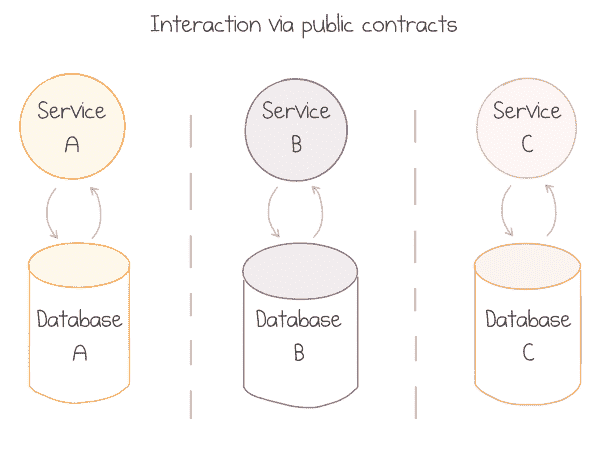 Interaction via public contracts
Service
A
Service
B
Service
C
Database
A
Database
B
Database
C